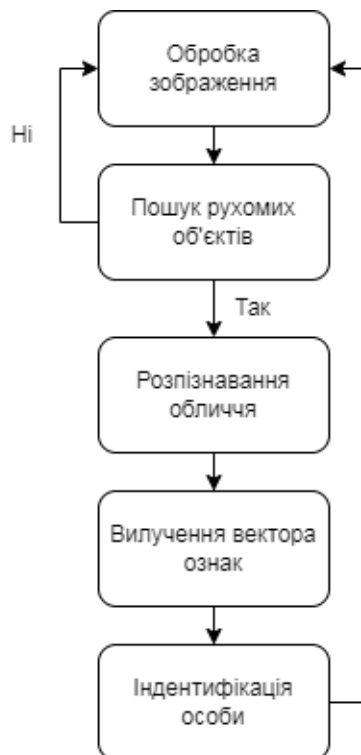 Обробка
зображення
Ні
Пошук рухомих
об'єктів
Так
Розпізнавання
обличчя
Вилучення вектора
ознак
Індентифікація
особи